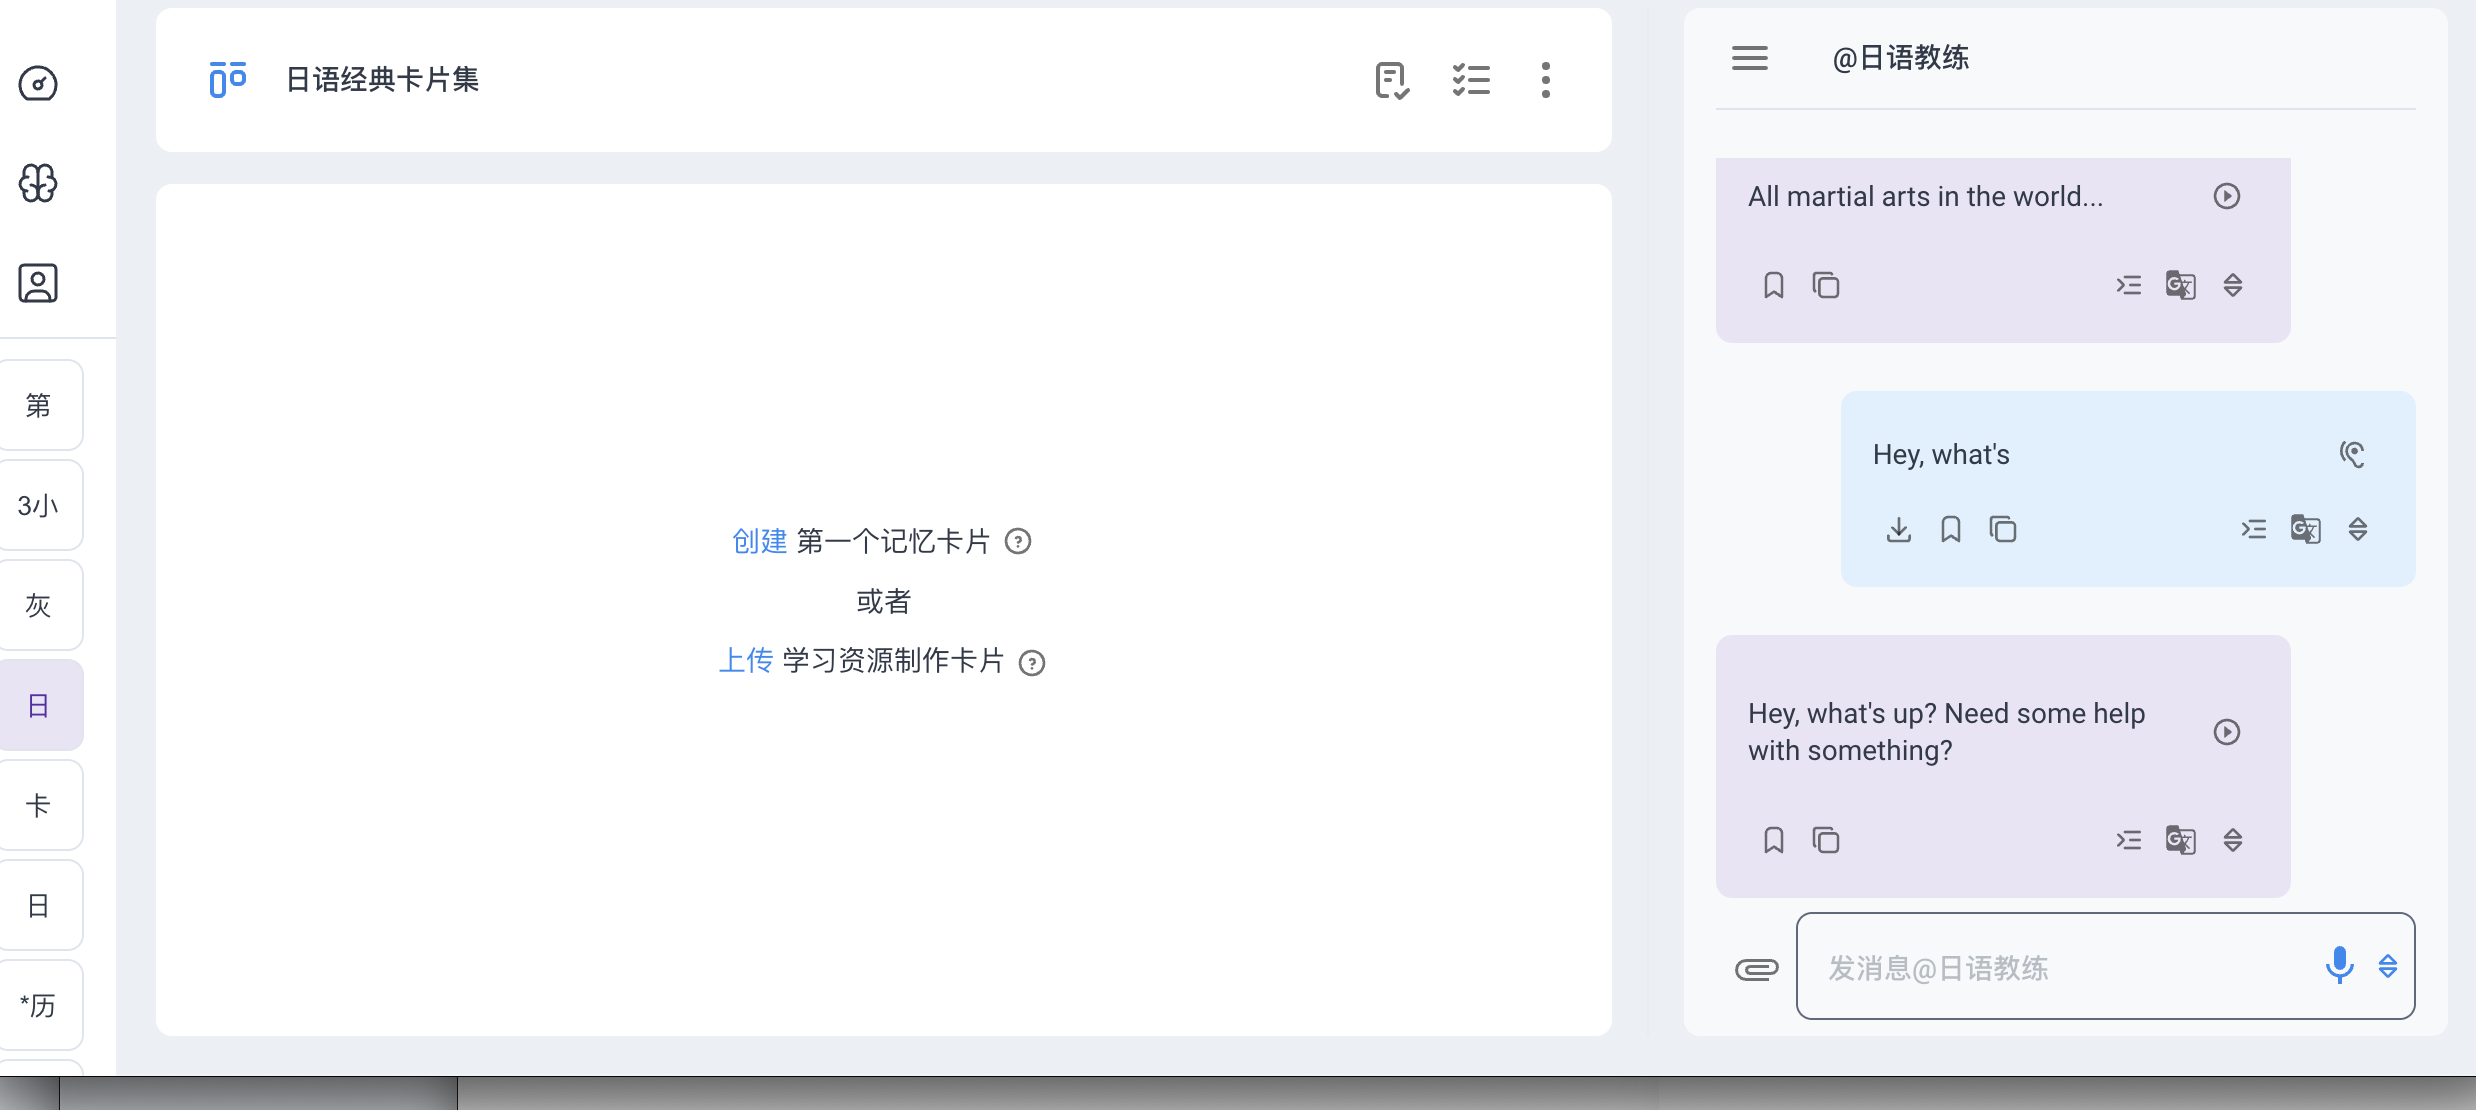 第
3小
灰
日
卡
日
*历
日语经典卡片集
创建 第一个记忆卡片
或者
上传 学习资源制作卡片
@日语教练
All martial arts in the world...
Hey, what's
Hey, what's up? Need some help
with something?
发消息@日语教练